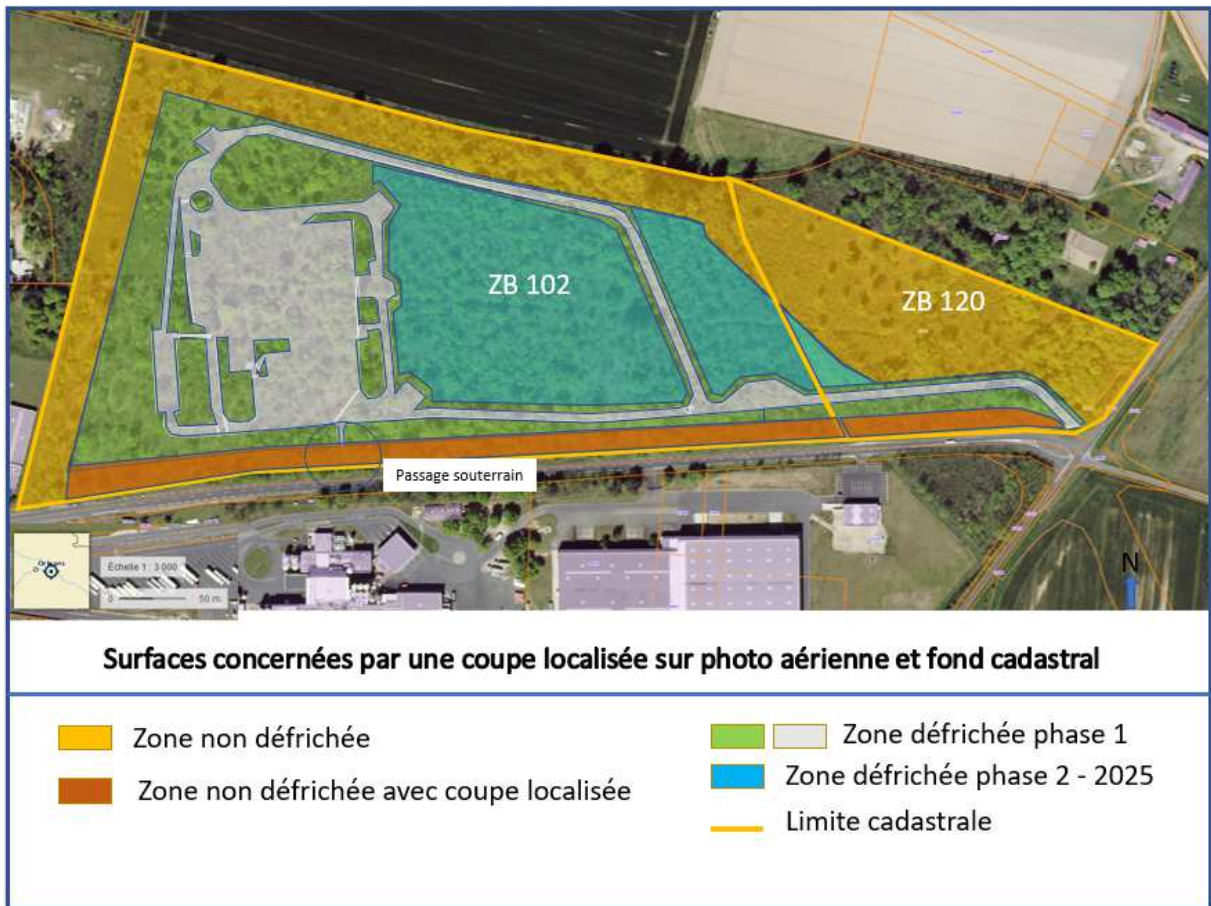 ZB 102
ZB 120
Passage souterrain
Orléans
Échelle 1 : 3 000
0 50 m
N
Surfaces concernées par une coupe localisée sur photo aérienne et fond cadastral
Zone non défrichée
Zone défrichée phase 1
Zone non défrichée avec coupe localisée
Zone défrichée phase 2 - 2025
Limite cadastrale